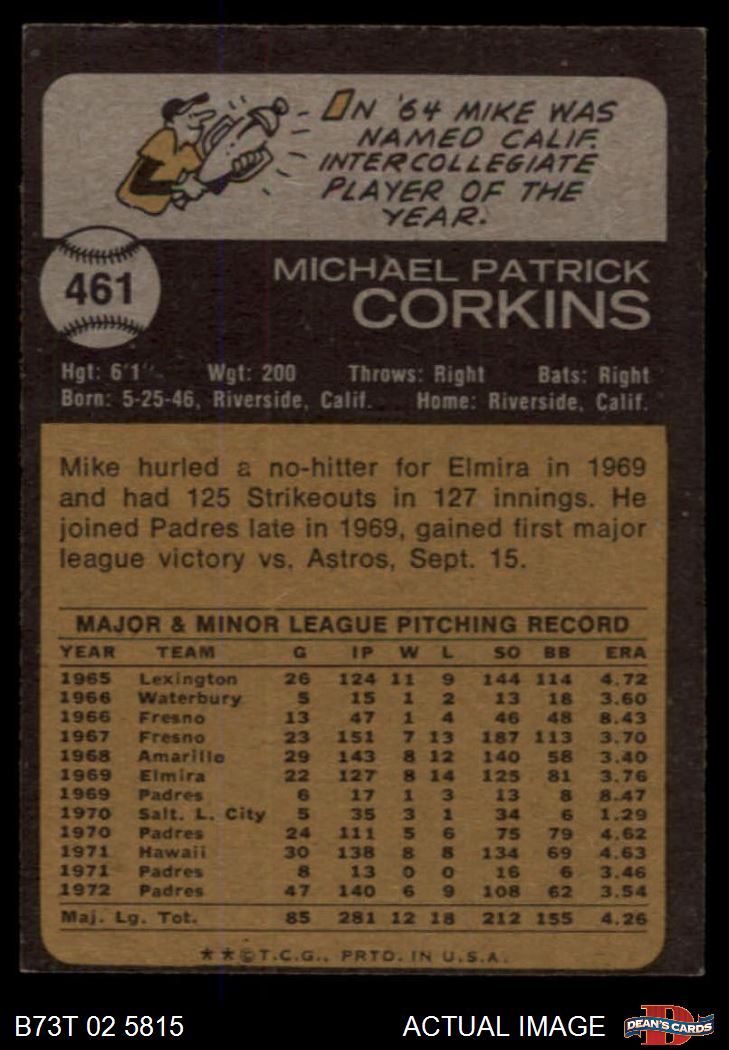 IN '64 MIKE WAS
NAMED CALIF.
INTERCOLLEGIATE
PLAYER OF THE
YEAR.
461
MICHAEL PATRICK
CORKINS
Hgt: 6'1" Wgt: 200 Throws: Right Bats: Right
Born: 5-25-46, Riverside, Calif. Home: Riverside, Calif.
Mike hurled a no-hitter for Elmira in 1969
and had 125 Strikeouts in 127 innings. He
joined Padres late in 1969, gained first major
league victory vs. Astros, Sept. 15.
MAJOR & MINOR LEAGUE PITCHING RECORD
YEAR TEAM G IP W L SO BB ERA
1965 Lexington 26 124 11 9 144 114 4.72
1966 Waterbury 5 15 1 2 13 18 3.60
1966 Fresno 13 47 1 4 46 48 8.43
1967 Fresno 23 151 7 13 187 113 3.70
1968 Amarillo 29 143 8 12 140 58 3.40
1969 Elmira 22 127 8 14 125 81 3.76
1969 Padres 6 17 1 3 13 8 8.47
1970 Salt. L. City 5 35 3 1 34 6 1.29
1970 Padres 24 111 5 6 75 79 4.62
1971 Hawaii 30 138 8 8 134 69 4.63
1971 Padres 8 13 0 0 16 6 3.46
1972 Padres 47 140 6 9 108 62 3.54
Maj. Lg. Tot. 85 281 12 18 212 155 4.26
**©T.C.G., PRTD. IN U.S.A.
B73T 02 5815 ACTUAL IMAGE DEAN'S CARDS